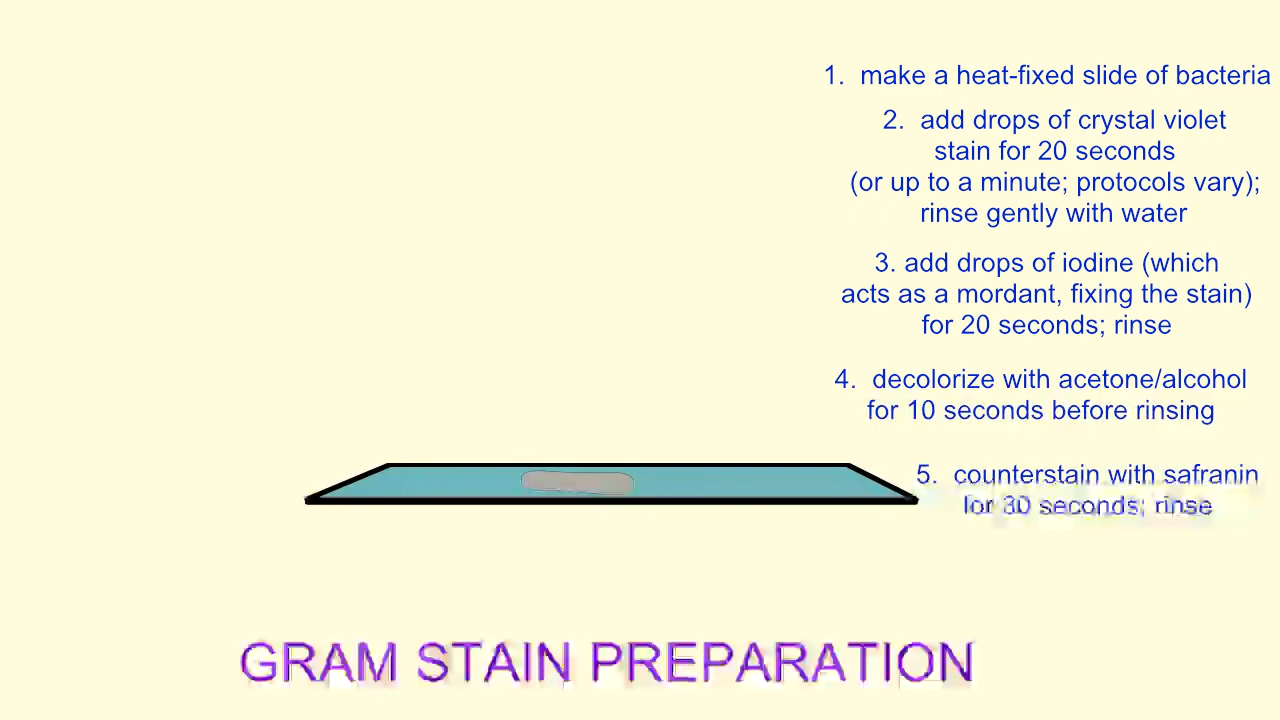 1. make a heat-fixed slide of bacteria
2. add drops of crystal violet
stain for 20 seconds
(or up to a minute; protocols vary);
rinse gently with water
3. add drops of iodine (which
acts as a mordant, fixing the stain)
for 20 seconds; rinse
4. decolorize with acetone/alcohol
for 10 seconds before rinsing
5. counterstain with safranin
for 30 seconds; rinse
GRAM STAIN PREPARATION